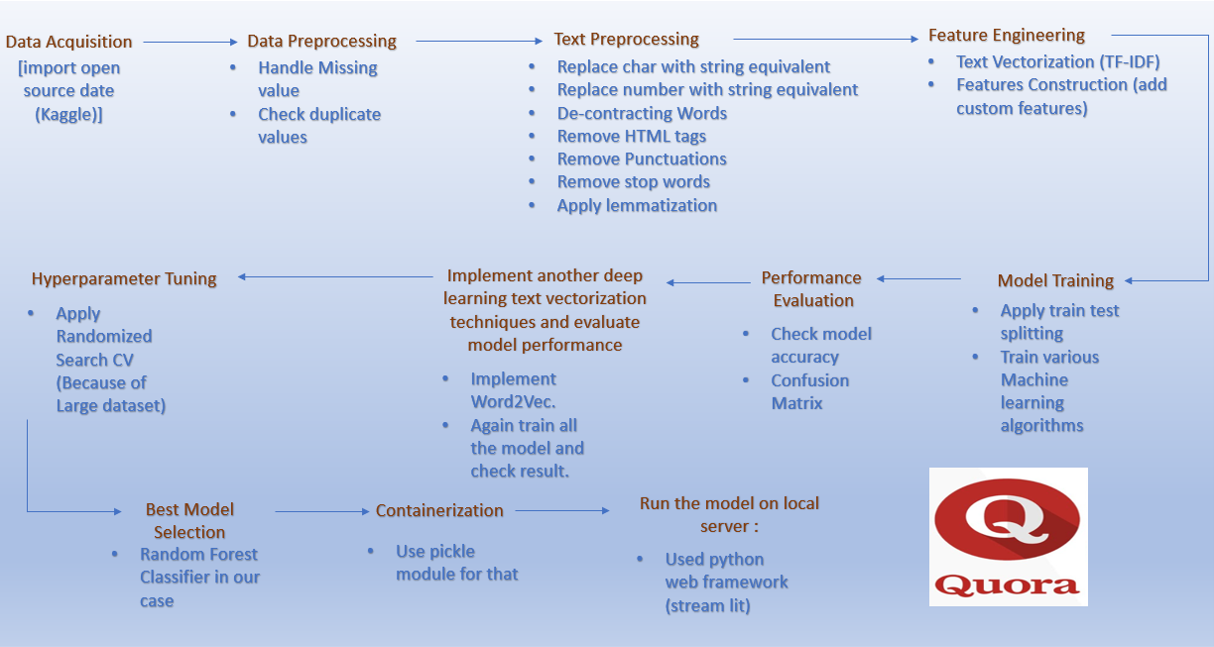 Data Acquisition
[import open
source date
(Kaggle)]
Data Preprocessing
• Handle Missing
value
• Check duplicate
values
Text Preprocessing
• Replace char with string equivalent
• Replace number with string equivalent
• De-contracting Words
• Remove HTML tags
• Remove Punctuations
• Remove stop words
• Apply lemmatization
Feature Engineering
• Text Vectorization (TF-IDF)
• Features Construction (add
custom features)
Model Training
• Apply train test
splitting
• Train various
Machine
learning
algorithms
Performance
Evaluation
• Check model
accuracy
• Confusion
Matrix
Implement another deep
learning text vectorization
techniques and evaluate
model performance
• Implement
Word2Vec.
• Again train all
the model and
check result.
Hyperparameter Tuning
• Apply
Randomized
Search CV
(Because of
Large dataset)
Best Model
Selection
• Random Forest
Classifier in our
case
Containerization
• Use pickle
module for that
Run the model on local
server :
• Used python
web framework
(stream lit)
Q
Quora